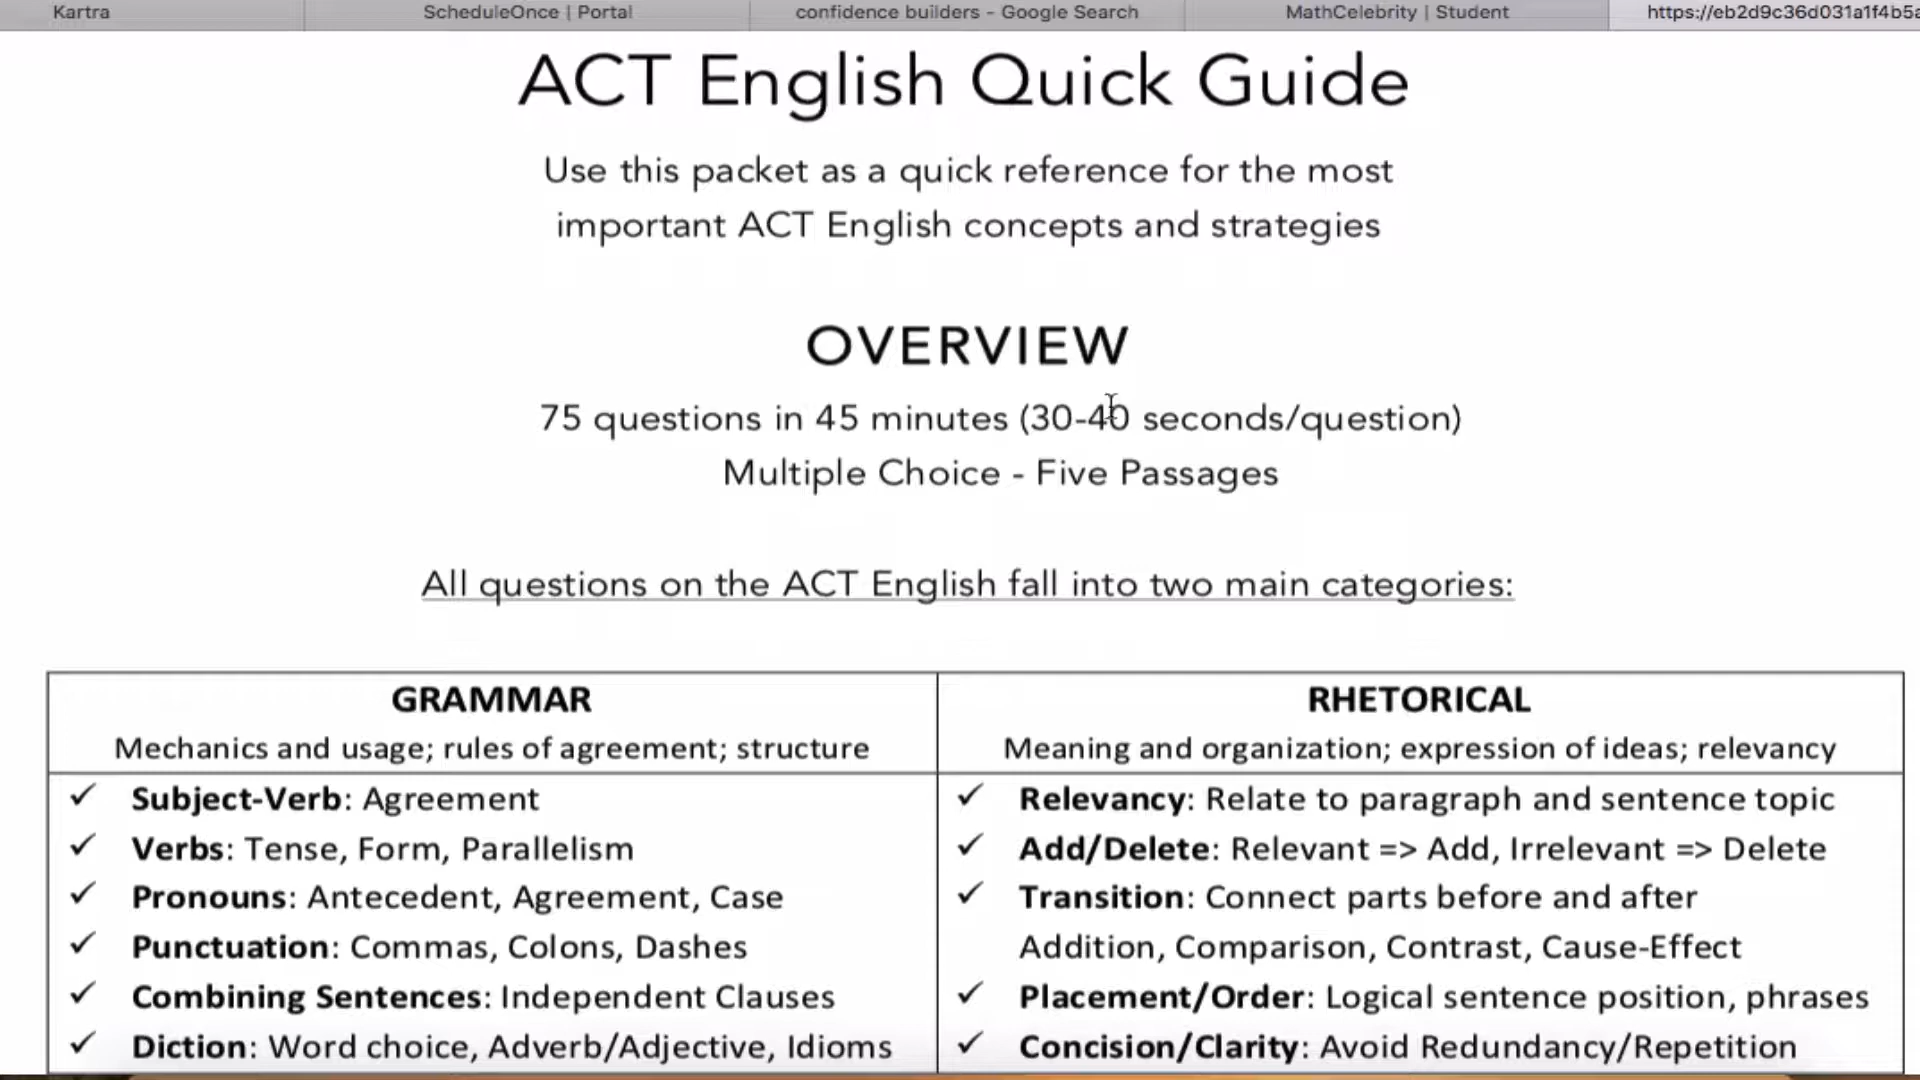 Kartra
ScheduleOnce | Portal
confidence builders - Google Search
MathCelebrity | Student
https://eb2d9c36d031a1f4b5a
ACT English Quick Guide
Use this packet as a quick reference for the most
important ACT English concepts and strategies
OVERVIEW
75 questions in 45 minutes (30-40 seconds/question)
Multiple Choice - Five Passages
All questions on the ACT English fall into two main categories:
GRAMMAR
Mechanics and usage; rules of agreement; structure
✓ Subject-Verb: Agreement
✓ Verbs: Tense, Form, Parallelism
✓ Pronouns: Antecedent, Agreement, Case
✓ Punctuation: Commas, Colons, Dashes
✓ Combining Sentences: Independent Clauses
✓ Diction: Word choice, Adverb/Adjective, Idioms
RHETORICAL
Meaning and organization; expression of ideas; relevancy
✓ Relevancy: Relate to paragraph and sentence topic
✓ Add/Delete: Relevant => Add, Irrelevant => Delete
✓ Transition: Connect parts before and after
Addition, Comparison, Contrast, Cause-Effect
✓ Placement/Order: Logical sentence position, phrases
✓ Concision/Clarity: Avoid Redundancy/Repetition